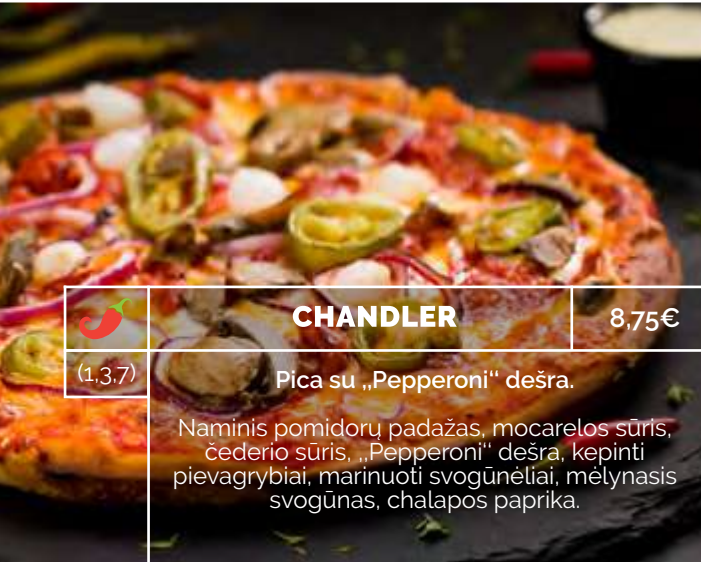 CHANDLER
8,75€
(1,3,7)
Pica su ,,Pepperoni“ dešra.
Naminis pomidorų padažas, mocarelos sūris,
čederio sūris, ,,Pepperoni“ dešra, kepinti
pievagrybiai, marinuoti svogūnėliai, mėlynasis
svogūnas, chalapos paprika.